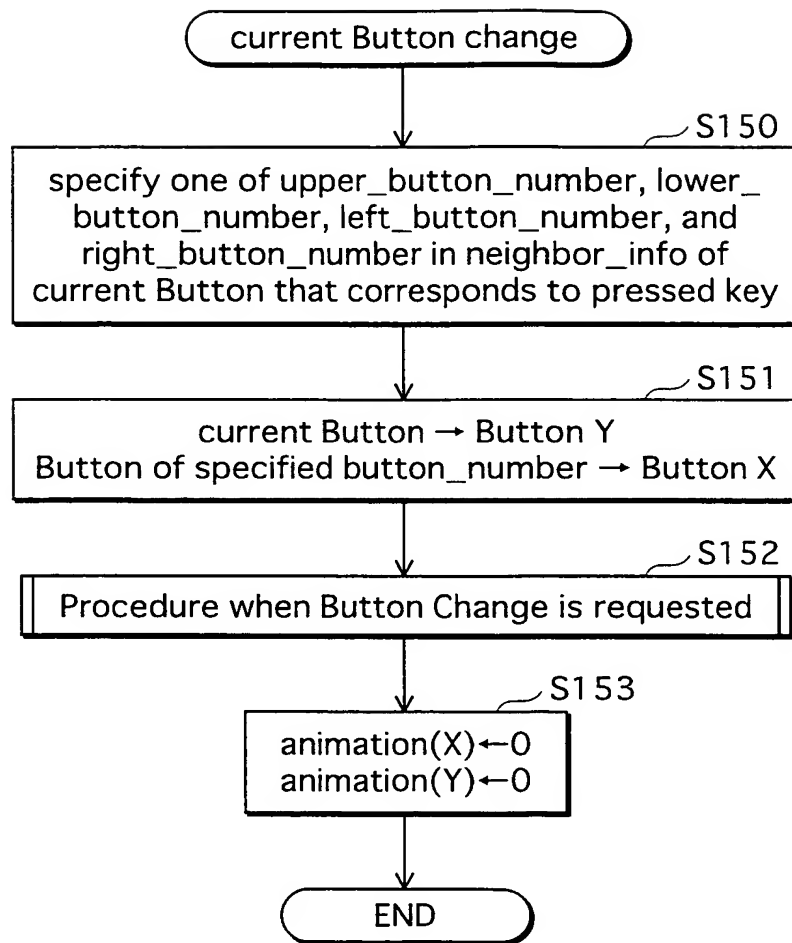 current Button change
S150
specify one of upper_button_number, lower_
button_number, left_button_number, and
right_button_number in neighbor_info of
current Button that corresponds to pressed key
S151
current Button → Button Y
Button of specified button_number → Button X
S152
Procedure when Button Change is requested
S153
animation(X)←0
animation(Y)←0
END